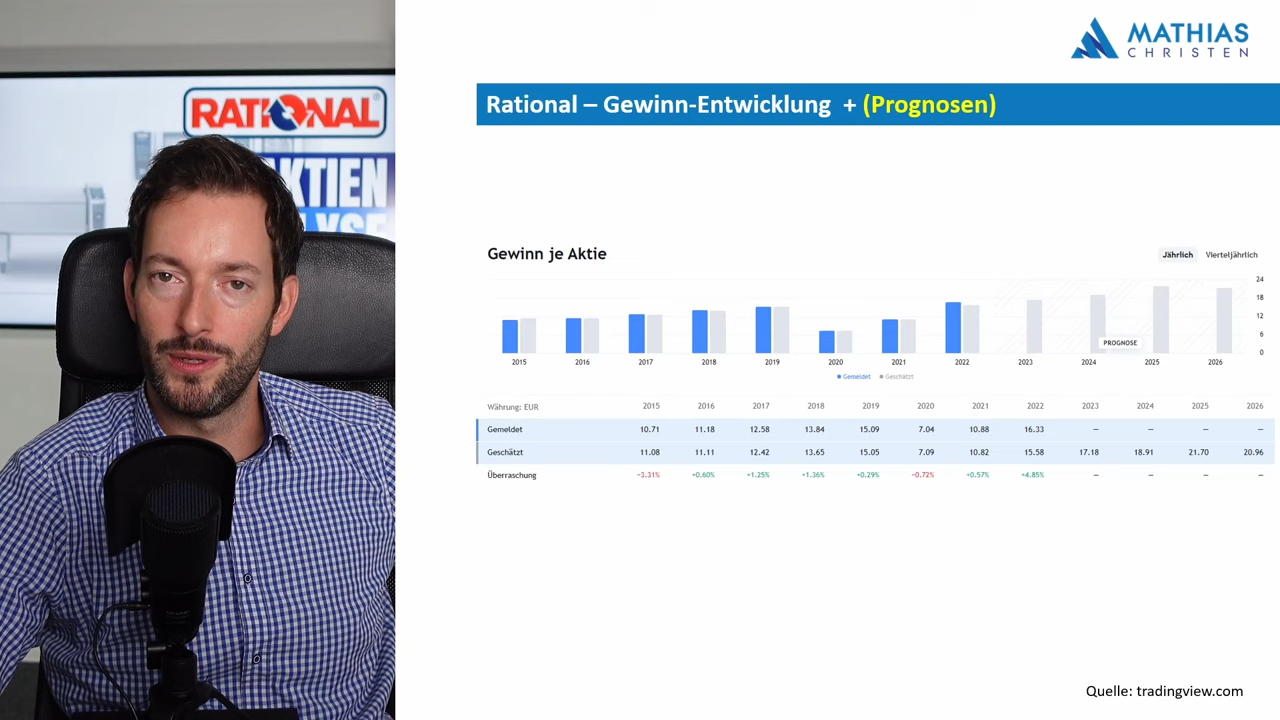 RATIONAL
AKTIEN
ALYSE
MATHIAS
CHRISTEN
Rational – Gewinn-Entwicklung + (Prognosen)
Gewinn je Aktie
Jährlich Vierteljährlich
24
18
12
6
0
PROGNOSE
2015 2016 2017 2018 2019 2020 2021 2022 2023 2024 2025 2026
Gemeldet Geschätzt
Währung: EUR 2015 2016 2017 2018 2019 2020 2021 2022 2023 2024 2025 2026
Gemeldet 10.71 11.18 12.58 13.84 15.09 7.04 10.88 16.33 — — — —
Geschätzt 11.08 11.11 12.42 13.65 15.05 7.09 10.82 15.58 17.18 18.91 21.70 20.96
Überraschung −3.31% +0.60% +1.25% +1.36% +0.29% −0.72% +0.57% +4.85% — — — —
Quelle: tradingview.com